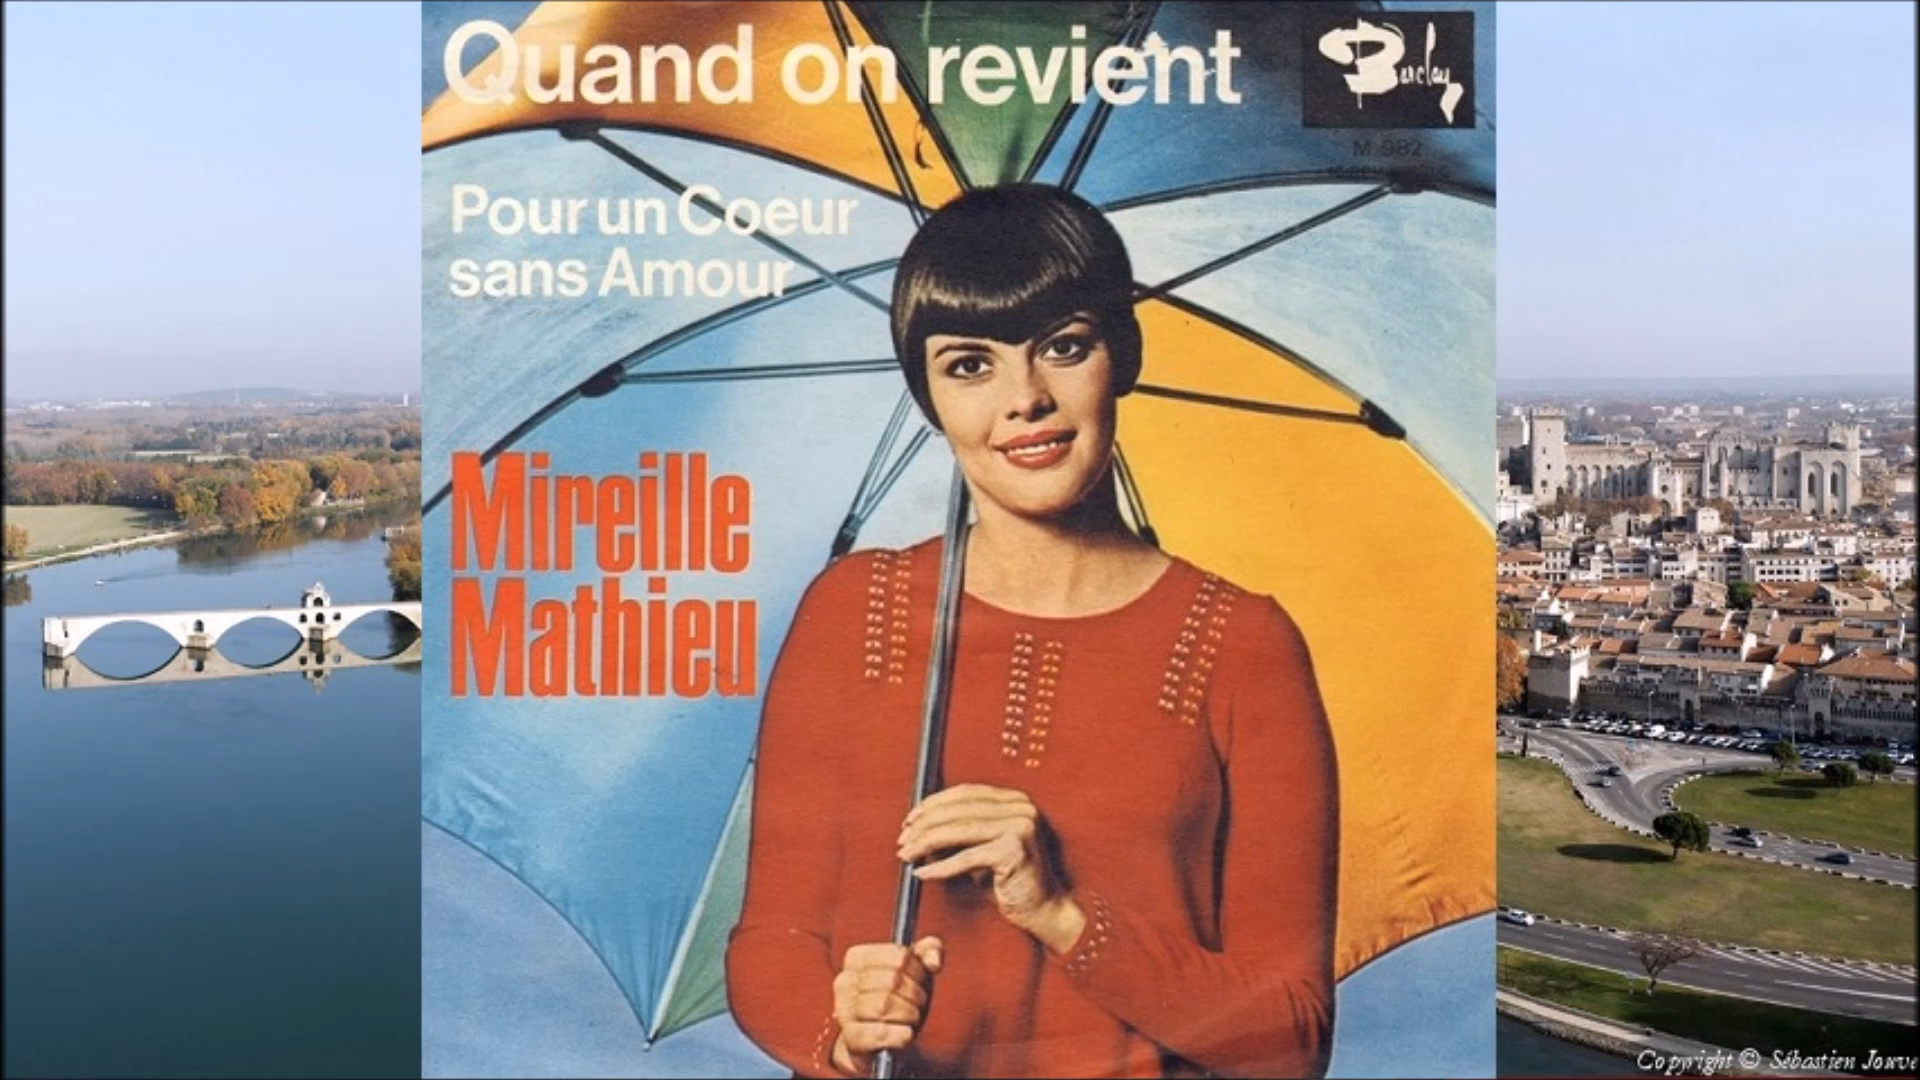 Quand on revient
Barclay
M 982
Pour un Coeur
sans Amour
Mireille
Mathieu
Copyright © Sébastien Jouve